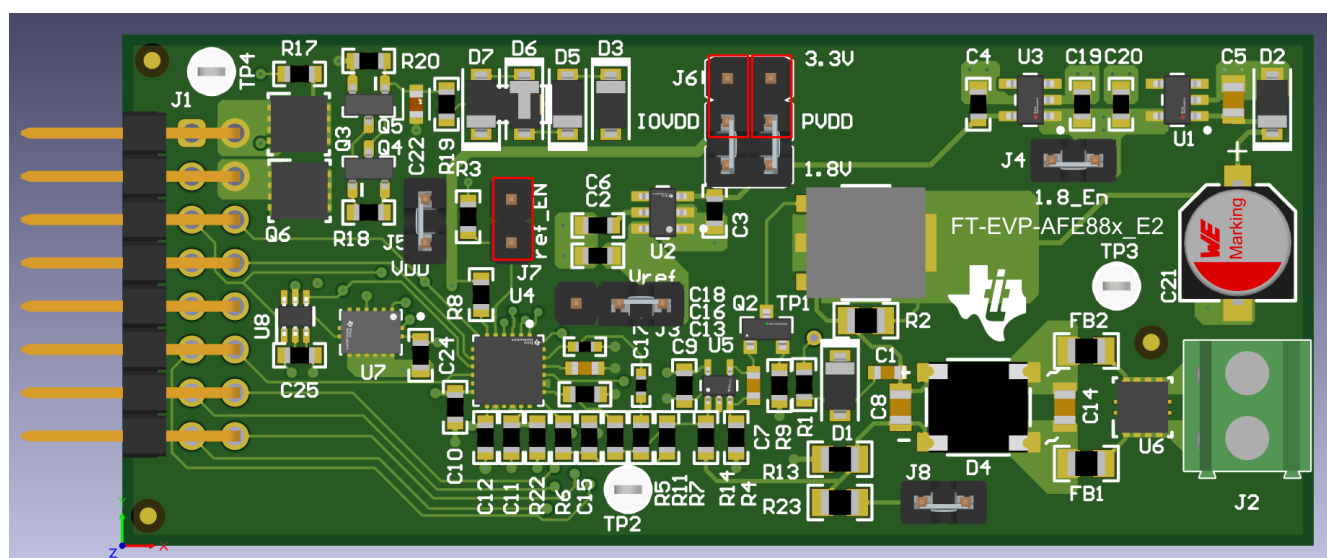 TP4
R17
R20
D7
D6
D5
D3
J6
3.3V
C4
U3
C19
C20
C5
D2
J1
Q3
Q5
Q4
C22
R19
IOVDD
PVDD
U1
R3
1.8V
J4
1.8_En
Q6
R18
J5
VDD
ref_EN
J7
C6
C2
U2
C3
FT-EVP-AFE88x_E2
WE
Marking
TP3
C21
+
R8
U4
Vref
C18
C16
C13
J3
Q2
TP1
R2
FB2
J2
U8
C25
U7
C24
C17
C9
U5
C1
+
C8
-
~
~
C14
U6
C10
D1
R1
R9
C7
D4
FB1
R13
R23
J8
C12
C11
R22
R6
C15
TP2
R5
R11
R7
R14
R4
Y
Z
X